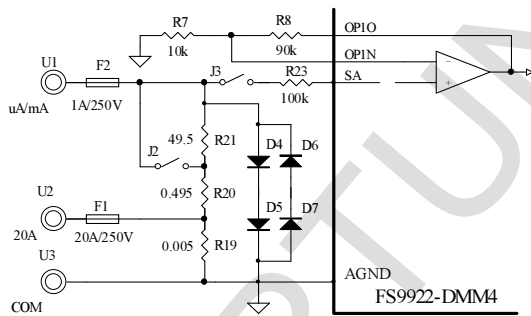 R7
R8
OP1O
U1
10k
90k
OP1N
F2
J3
R23
SA
−
+
uA/mA
1A/250V
100k
49.5
R21
D4
D6
J2
U2
0.495
R20
F1
D5
D7
20A
20A/250V
0.005
R19
U3
AGND
COM
FS9922-DMM4